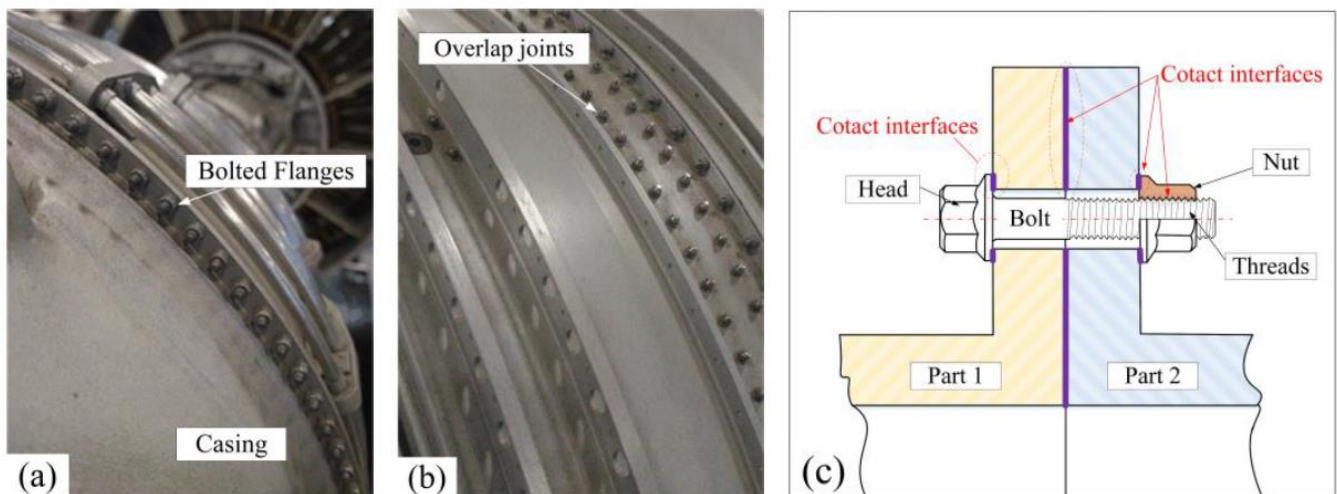 Bolted Flanges
Casing
(a)
Overlap joints
(b)
Cotact interfaces
Cotact interfaces
Head
Bolt
Nut
Threads
Part 1
Part 2
(c)